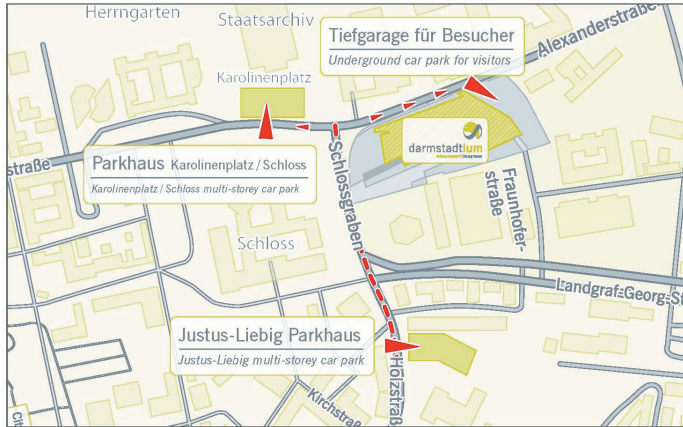 Herrngarten
Staatsarchiv
Tiefgarage für Besucher
Underground car park for visitors
Alexanderstraße
Karolinenplatz
darmstadtium
straße
Parkhaus Karolinenplatz/Schloss
Karolinenplatz/Schloss multi-storey car park
Schlossgraben
Fraunhofer-
straße
Schloss
Landgraf-Georg-St
Justus-Liebig Parkhaus
Justus-Liebig multi-storey car park
Holzstraß
Kirchstraße
Cit